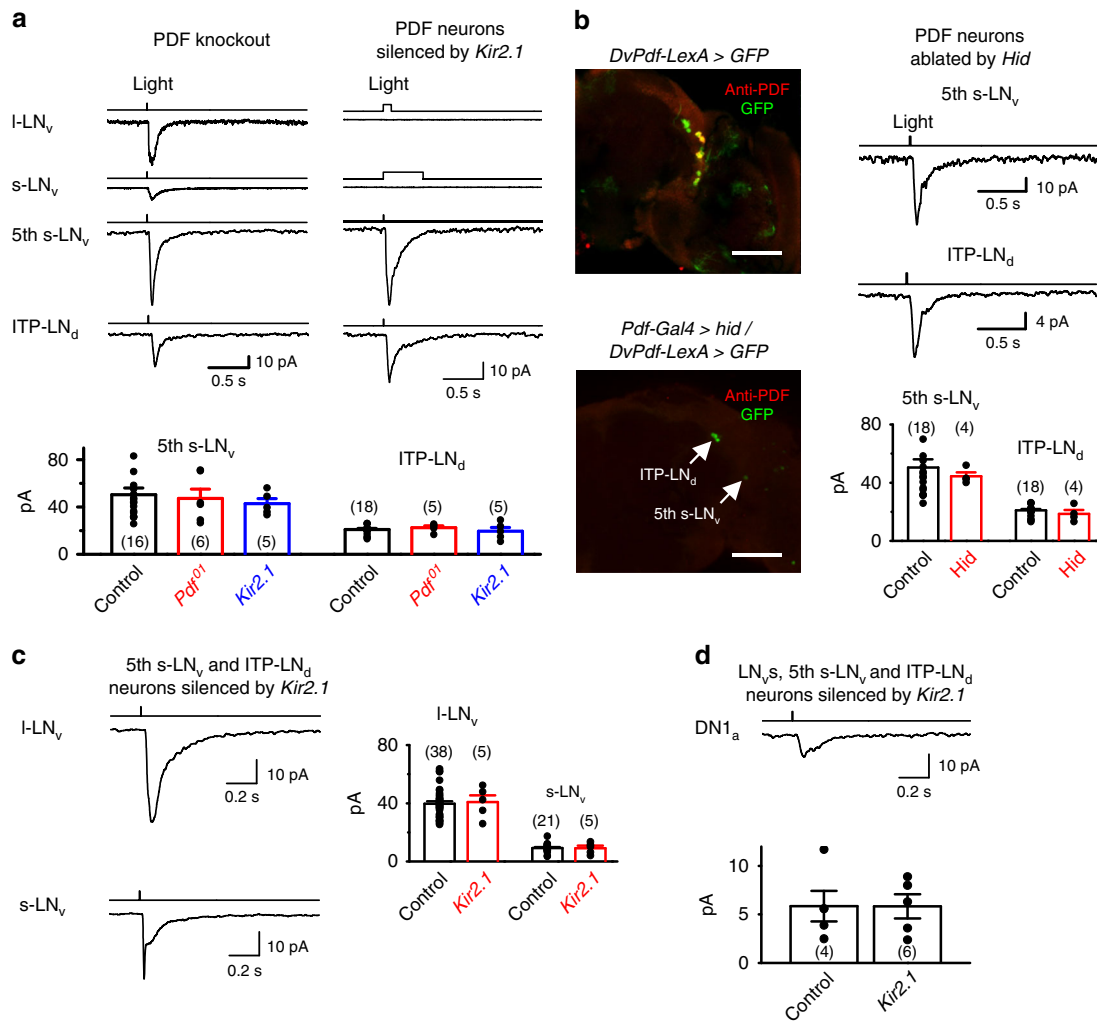 a
PDF knockout
PDF neurons
silenced by Kir2.1
Light
Light
l-LNv
s-LNv
5th s-LNv
ITP-LNd
10 pA
0.5 s
10 pA
0.5 s
5th s-LNv
ITP-LNd
80
40
0
pA
(16)
(6)
(5)
(18)
(5)
(5)
Control
Pdf01
Kir2.1
Control
Pdf01
Kir2.1
b
DvPdf-LexA > GFP
Anti-PDF
GFP
Pdf-Gal4 > hid /
DvPdf-LexA > GFP
Anti-PDF
GFP
ITP-LNd
5th s-LNv
PDF neurons
ablated by Hid
5th s-LNv
Light
10 pA
0.5 s
ITP-LNd
4 pA
0.5 s
5th s-LNv
ITP-LNd
80
40
0
pA
(18)
(4)
(18)
(4)
Control
Hid
Control
Hid
c
5th s-LNv and ITP-LNd
neurons silenced by Kir2.1
l-LNv
10 pA
0.2 s
s-LNv
10 pA
0.2 s
l-LNv
s-LNv
80
40
0
pA
(38)
(5)
(21)
(5)
Control
Kir2.1
Control
Kir2.1
d
LNvs, 5th s-LNv and ITP-LNd
neurons silenced by Kir2.1
DN1a
10 pA
0.2 s
10
5
0
pA
(4)
(6)
Control
Kir2.1